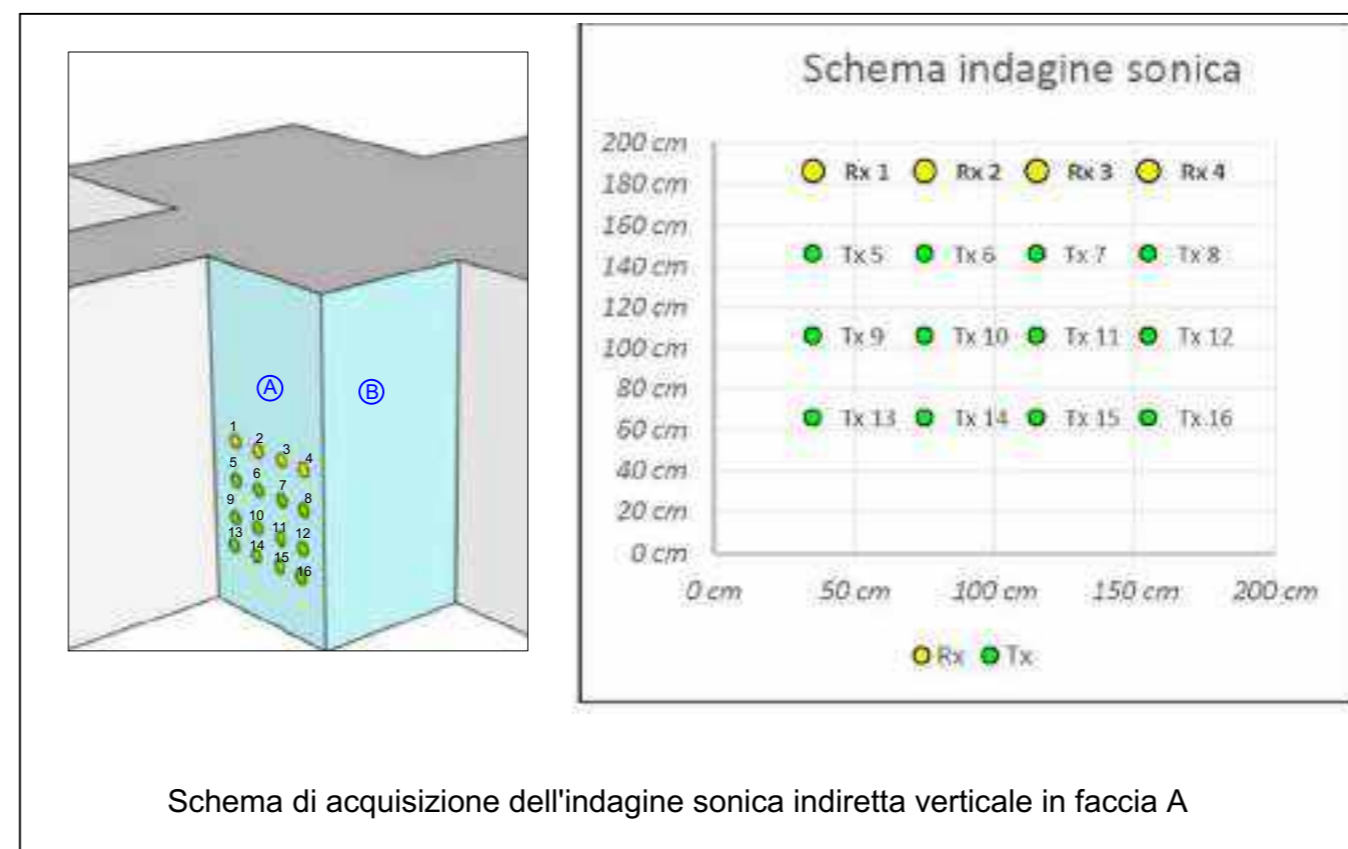 A
B
1
2
3
4
5
6
7
8
9
10
11
12
13
14
15
16
Schema indagine sonica
200 cm
180 cm
160 cm
140 cm
120 cm
100 cm
80 cm
60 cm
40 cm
20 cm
0 cm
Rx 1 Rx 2 Rx 3 Rx 4
Tx 5 Tx 6 Tx 7 Tx 8
Tx 9 Tx 10 Tx 11 Tx 12
Tx 13 Tx 14 Tx 15 Tx 16
0 cm 50 cm 100 cm 150 cm 200 cm
Rx Tx
Schema di acquisizione dell'indagine sonica indiretta verticale in faccia A